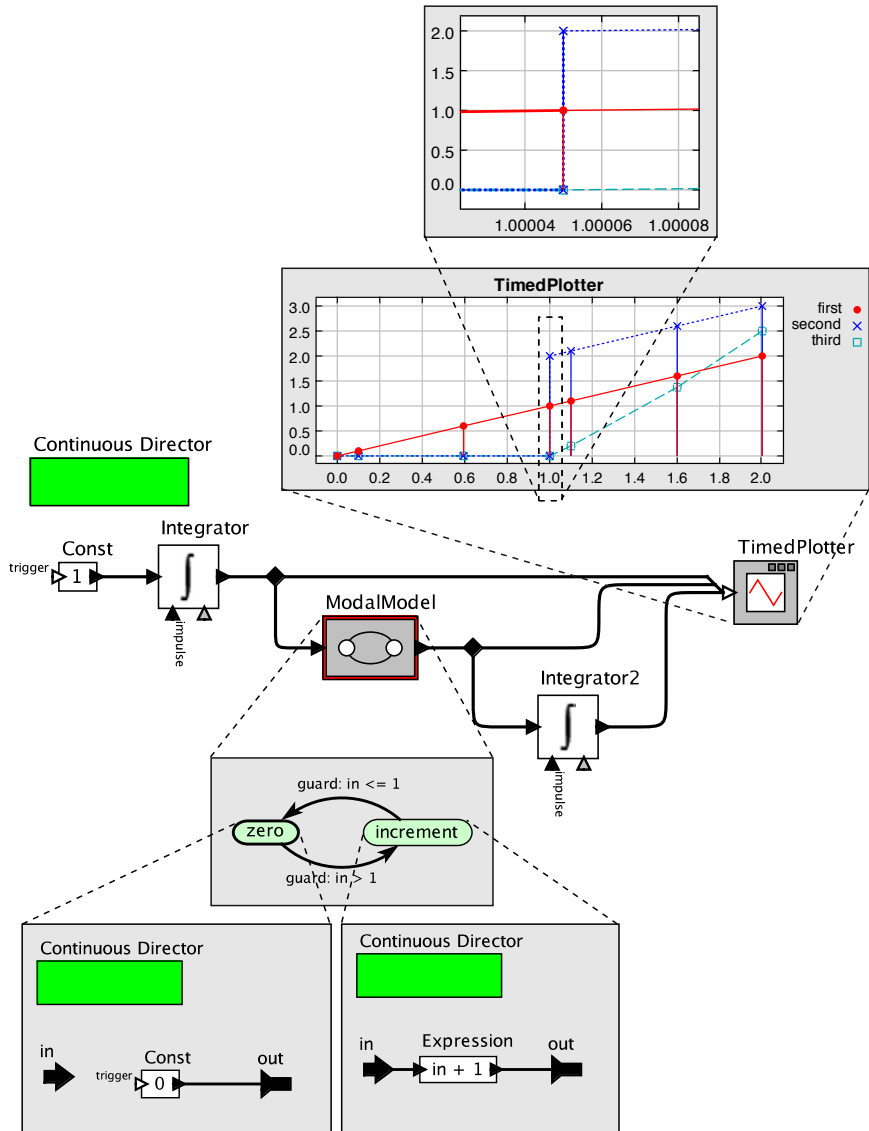 2.0
1.5
1.0
0.5
0.0
1.00004 1.00006 1.00008
TimedPlotter
3.0
2.5
2.0
1.5
1.0
0.5
0.0
0.0 0.2 0.4 0.6 0.8 1.0 1.2 1.4 1.6 1.8 2.0
first
second
third
Continuous Director
Const
trigger
1
Integrator
impulse
ModalModel
TimedPlotter
Integrator2
impulse
guard: in <= 1
zero
increment
guard: in > 1
Continuous Director
in
trigger
Const
0
out
Continuous Director
in
Expression
in + 1
out